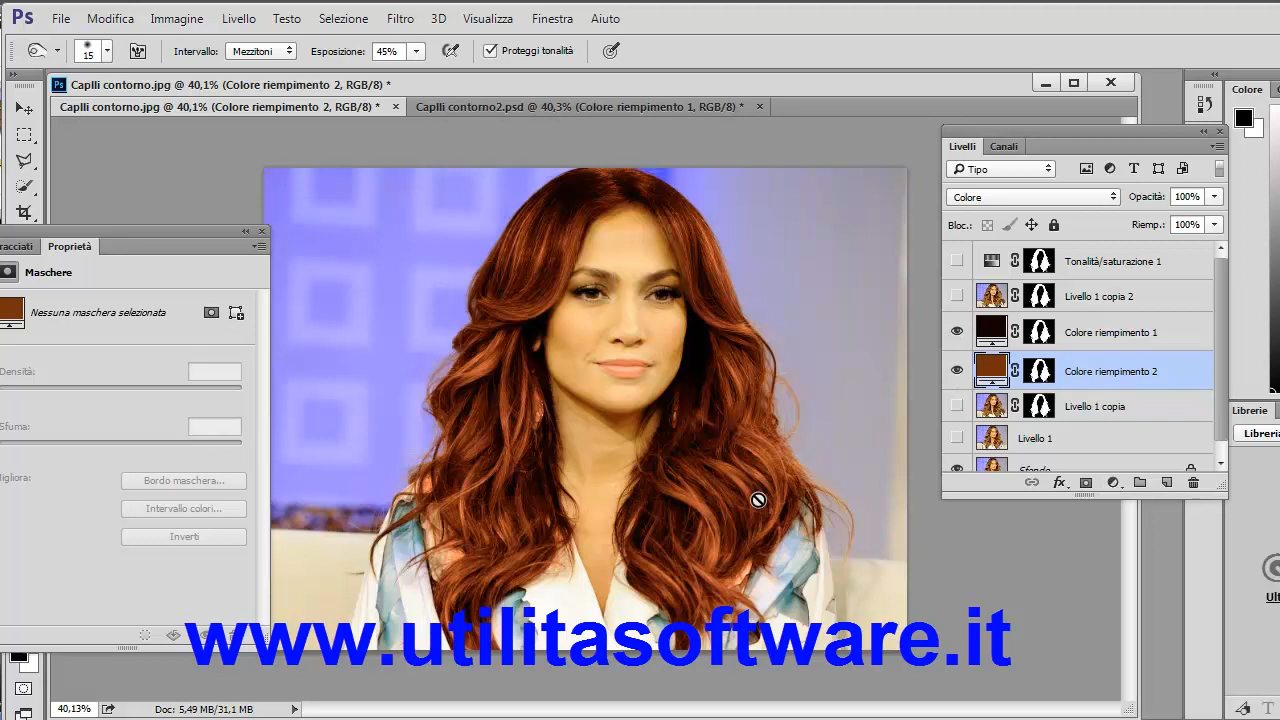 Ps File Modifica Immagine Livello Testo Selezione Filtro 3D Visualizza Finestra Aiuto
15 Intervallo: Mezzitoni Esposizione: 45% Proteggi tonalità
Ps Caplli contorno.jpg @ 40,1% (Colore riempimento 2, RGB/8) *
Caplli contorno.jpg @ 40,1% (Colore riempimento 2, RGB/8) * × Caplli contorno2.psd @ 40,3% (Colore riempimento 1, RGB/8) * ×
Colore
Livelli Canali
Tipo
Colore Opacità: 100%
Bloc.: Riemp.: 100%
Tonalità/saturazione 1
Livello 1 copia 2
Colore riempimento 1
Colore riempimento 2
Livello 1 copia
Livello 1
Sfondo
fx
racciati Proprietà
Maschere
Nessuna maschera selezionata
Densità:
Sfuma:
igliora: Bordo maschera...
Intervallo colori...
Inverti
Librerie
Libreria
Ult
www.utilitasoftware.it
40,13% Doc: 5,49 MB/31,1 MB